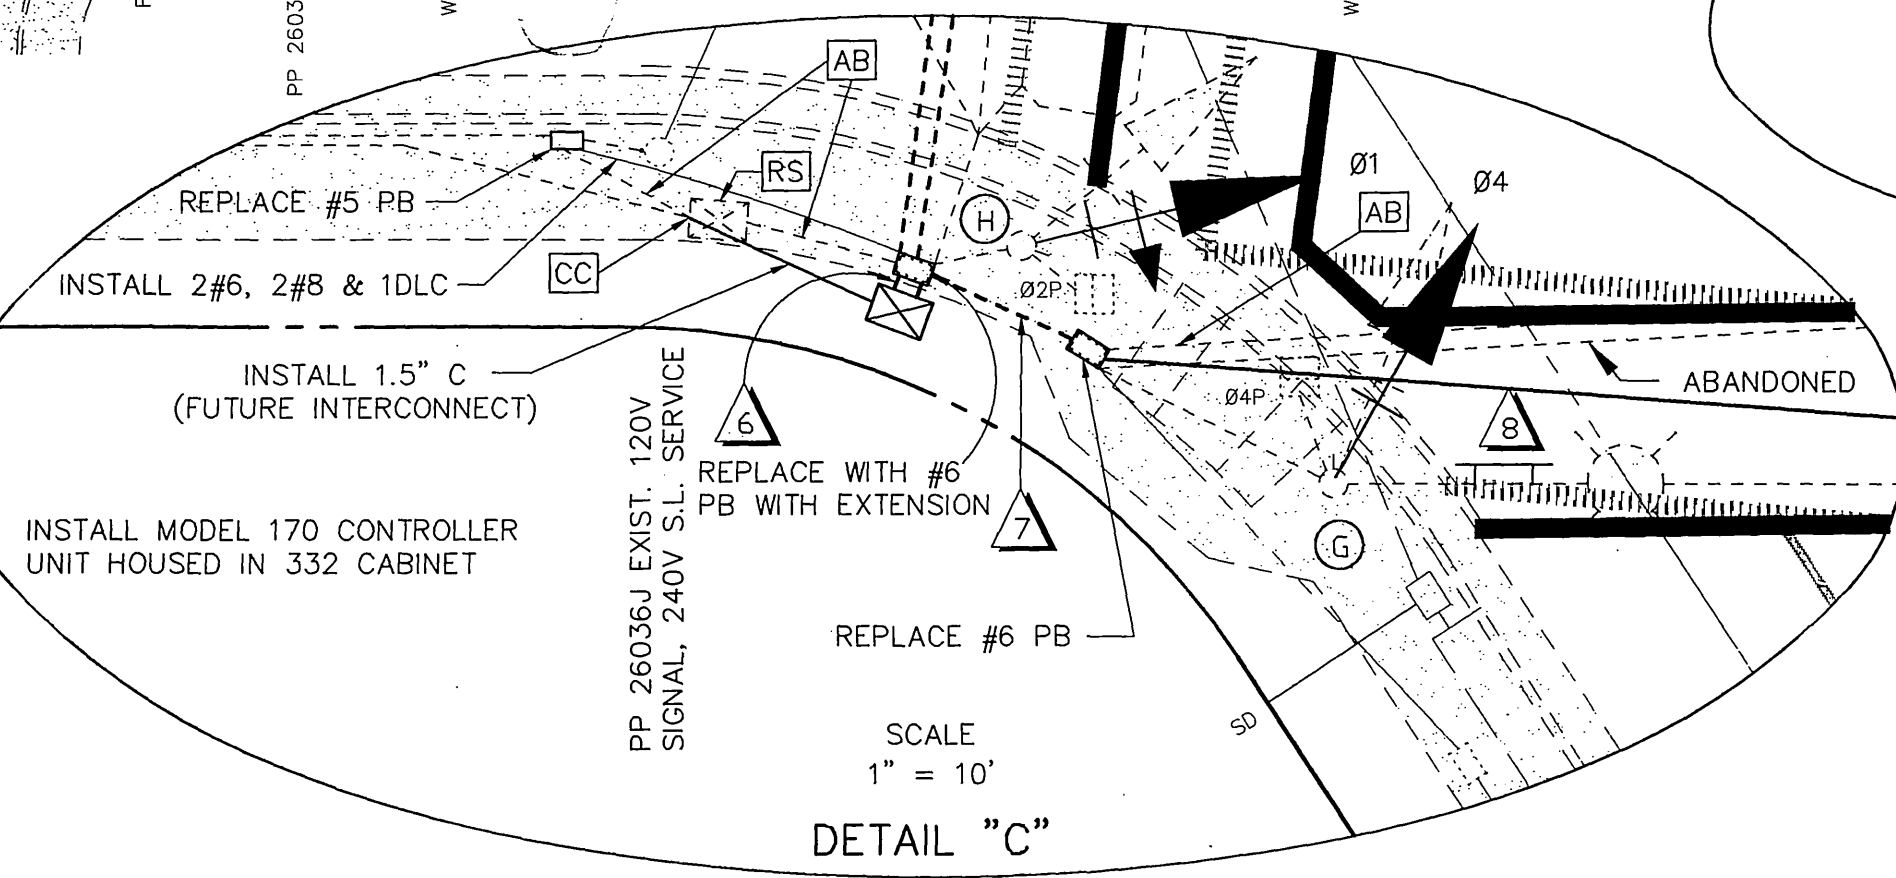 PP 2603
W
W
AB
RS
H
Ø1
Ø4
AB
REPLACE #5 PB
INSTALL 2#6, 2#8 & 1DLC
CC
Ø2P
INSTALL 1.5" C
(FUTURE INTERCONNECT)
ABANDONED
Ø4P
6
8
REPLACE WITH #6
PB WITH EXTENSION
7
INSTALL MODEL 170 CONTROLLER
UNIT HOUSED IN 332 CABINET
PP 26036J EXIST. 120V
SIGNAL, 240V S.L. SERVICE
G
REPLACE #6 PB
SD
SCALE
1" = 10'
DETAIL "C"